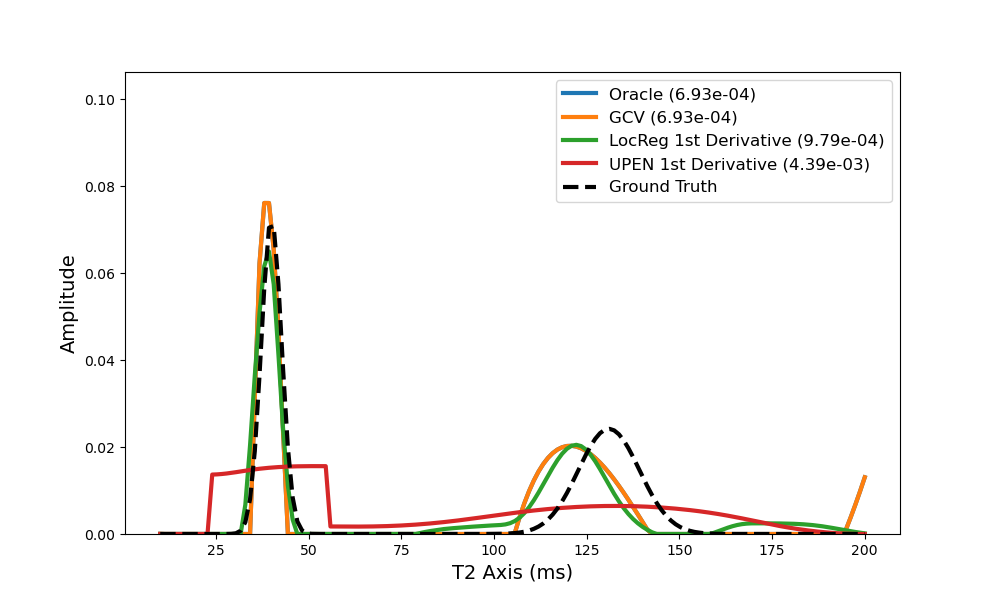 0.10
0.08
0.06
0.04
0.02
0.00
Amplitude
25 50 75 100 125 150 175 200
T2 Axis (ms)
Oracle (6.93e-04)
GCV (6.93e-04)
LocReg 1st Derivative (9.79e-04)
UPEN 1st Derivative (4.39e-03)
Ground Truth